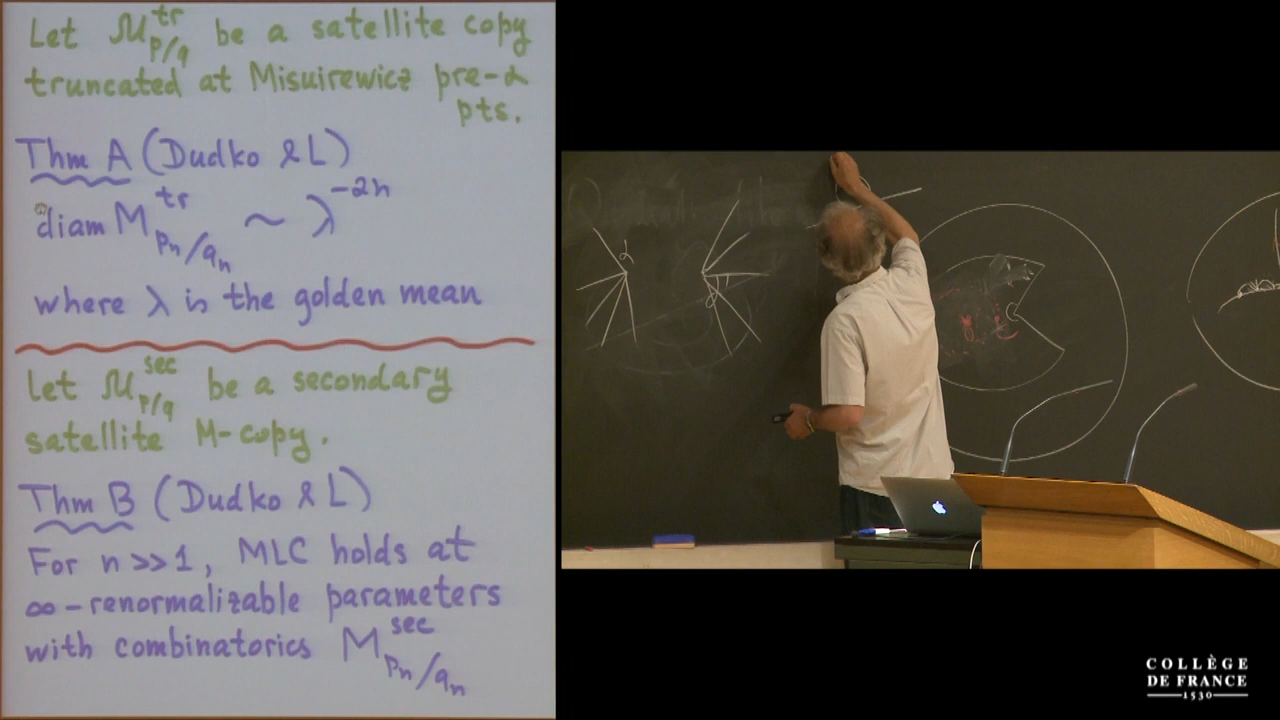 Let M^tr_p/q be a satellite copy
truncated at Misuirewicz pre-α
pts.
Thm A (Dudko & L)
diam M^tr_pn/qn ~ λ^-2n
where λ is the golden mean
Let M^sec_p/q be a secondary
satellite M-copy.
Thm B (Dudko & L)
For n >> 1, MLC holds at
∞-renormalizable parameters
with combinatorics M^sec_pn/qn
α
COLLÈGE
DE FRANCE
1530